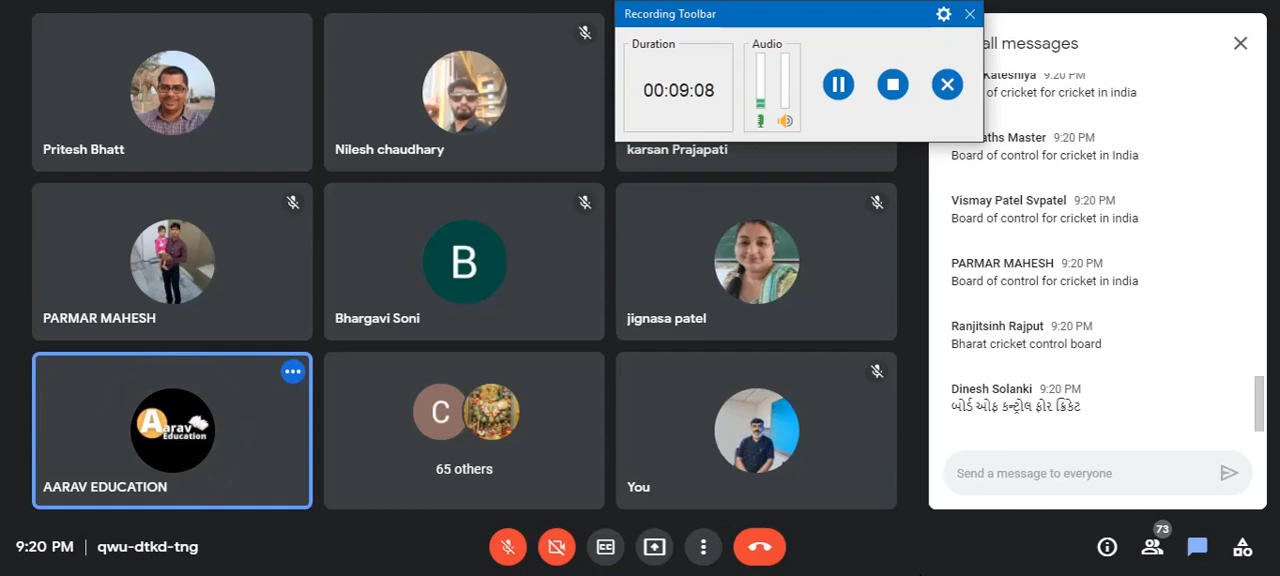 Recording Toolbar
Duration
00:09:08
Audio
Pritesh Bhatt
Nilesh chaudhary
karsan Prajapati
PARMAR MAHESH
B
Bhargavi Soni
jignasa patel
Aarav
Education
AARAV EDUCATION
C
65 others
You
all messages
Kateshiya 9:20 PM
of cricket for cricket in india
aths Master 9:20 PM
Board of control for cricket in India
Vismay Patel Svpatel 9:20 PM
Board of control for cricket in india
PARMAR MAHESH 9:20 PM
Board of control for cricket in india
Ranjitsinh Rajput 9:20 PM
Bharat cricket control board
Dinesh Solanki 9:20 PM
બોર્ડ ઓફ કન્ટ્રોલ ફોર ક્રિકેટ
Send a message to everyone
9:20 PM | qwu-dtkd-tng
73